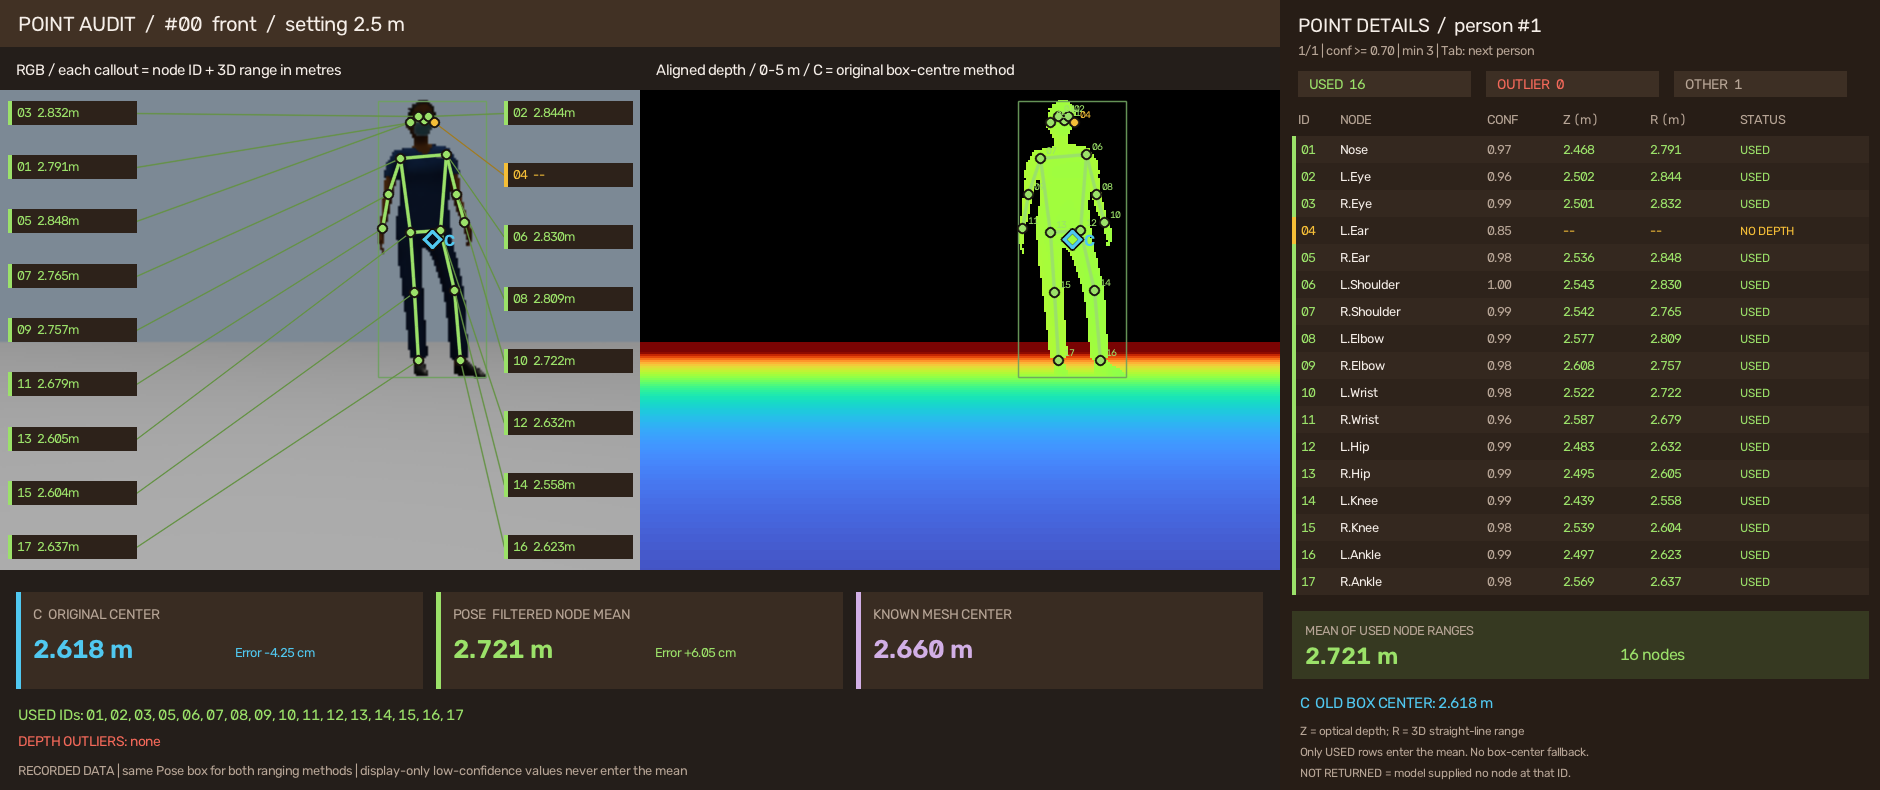 POINT AUDIT / #00 front / setting 2.5 m
RGB / each callout = node ID + 3D range in metres
Aligned depth / 0-5 m / C = original box-centre method
03 2.832m
01 2.791m
05 2.848m
07 2.765m
09 2.757m
11 2.679m
13 2.605m
15 2.604m
17 2.637m
C
02 2.844m
04 --
06 2.830m
08 2.809m
10 2.722m
12 2.632m
14 2.558m
16 2.623m
02
04
06
08
10
11
2
C
15
14
17
16
C ORIGINAL CENTER
2.618 m
Error -4.25 cm
POSE FILTERED NODE MEAN
2.721 m
Error +6.05 cm
KNOWN MESH CENTER
2.660 m
USED IDs: 01, 02, 03, 05, 06, 07, 08, 09, 10, 11, 12, 13, 14, 15, 16, 17
DEPTH OUTLIERS: none
RECORDED DATA | same Pose box for both ranging methods | display-only low-confidence values never enter the mean
POINT DETAILS / person #1
1/1 | conf >= 0.70 | min 3 | Tab: next person
USED 16
OUTLIER 0
OTHER 1
ID NODE CONF Z (m) R (m) STATUS
01 Nose 0.97 2.468 2.791 USED
02 L.Eye 0.96 2.502 2.844 USED
03 R.Eye 0.99 2.501 2.832 USED
04 L.Ear 0.85 -- -- NO DEPTH
05 R.Ear 0.98 2.536 2.848 USED
06 L.Shoulder 1.00 2.543 2.830 USED
07 R.Shoulder 0.99 2.542 2.765 USED
08 L.Elbow 0.99 2.577 2.809 USED
09 R.Elbow 0.98 2.608 2.757 USED
10 L.Wrist 0.98 2.522 2.722 USED
11 R.Wrist 0.96 2.587 2.679 USED
12 L.Hip 0.99 2.483 2.632 USED
13 R.Hip 0.99 2.495 2.605 USED
14 L.Knee 0.99 2.439 2.558 USED
15 R.Knee 0.98 2.539 2.604 USED
16 L.Ankle 0.99 2.497 2.623 USED
17 R.Ankle 0.98 2.569 2.637 USED
MEAN OF USED NODE RANGES
2.721 m
16 nodes
C OLD BOX CENTER: 2.618 m
Z = optical depth; R = 3D straight-line range
Only USED rows enter the mean. No box-center fallback.
NOT RETURNED = model supplied no node at that ID.